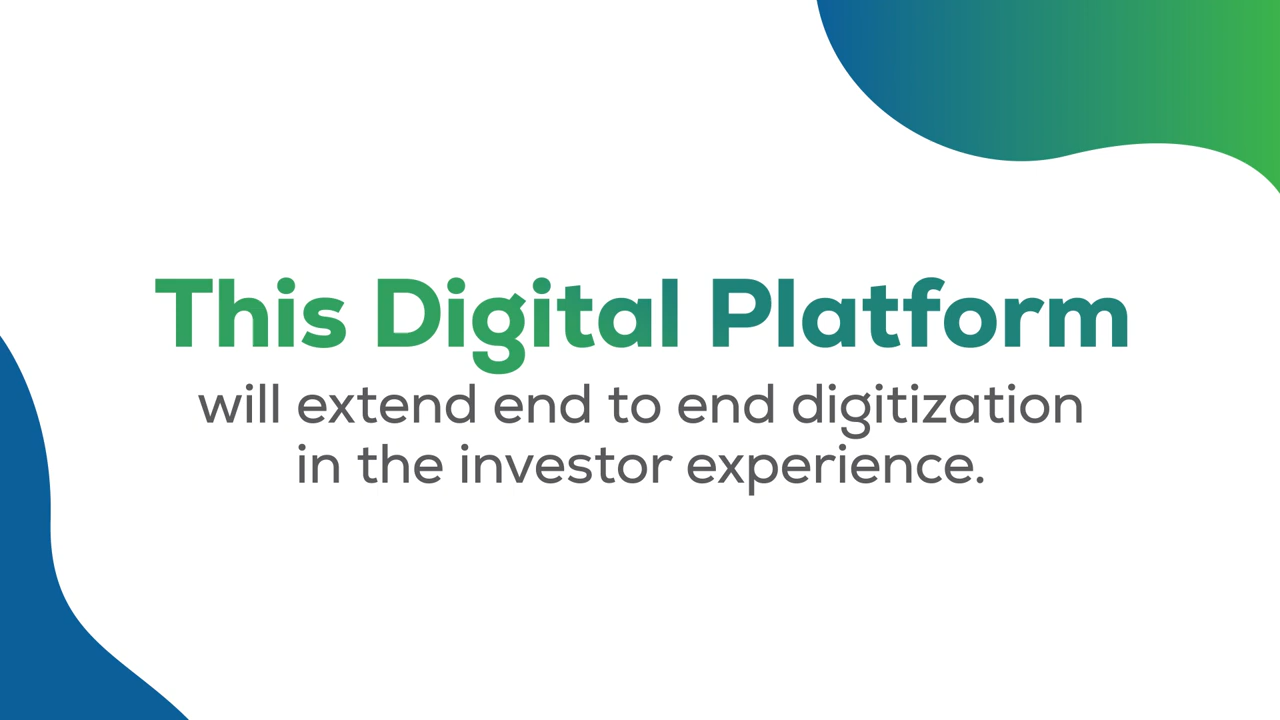 This Digital Platform
will extend end to end digitization
in the investor experience.